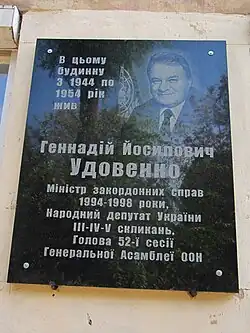 В цьому
будинку
З 1944 по
1954 рік
жив
Геннадій Йосипович
Удовенко
Міністр закордонних справ
1994-1998 роки,
Народний депутат України
III-IV-V скликань,
Голова 52-ї сесії
Генеральної Асамблеї ООН